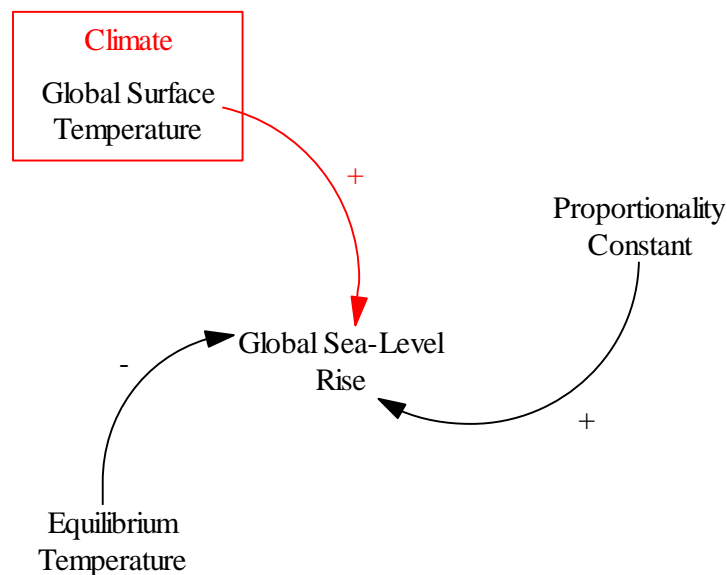 Climate
Global Surface
Temperature
+
Proportionality
Constant
Global Sea-Level
Rise
-
+
Equilibrium
Temperature